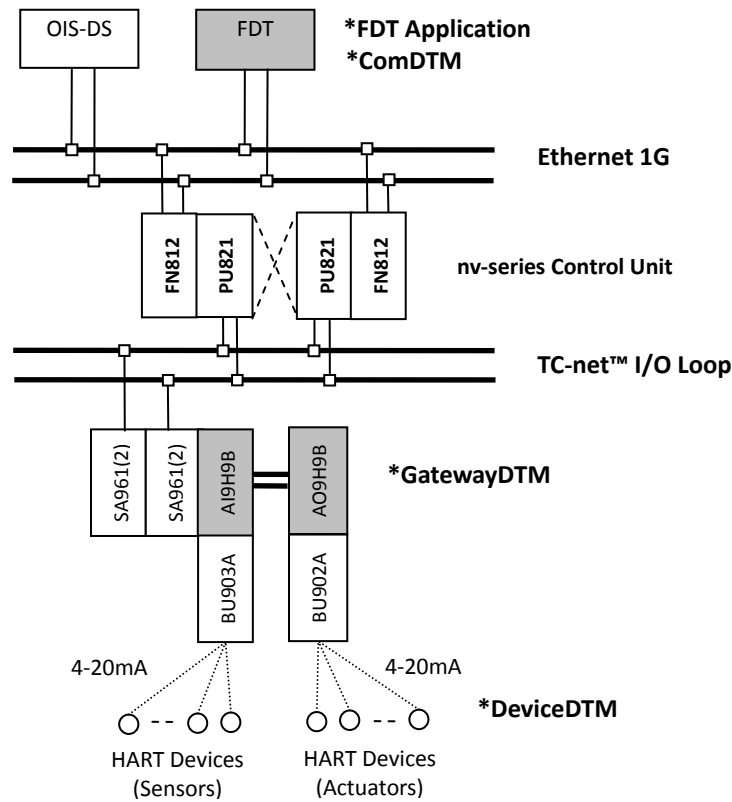 OIS-DS
FDT
*FDT Application
*ComDTM
Ethernet 1G
FN812
PU821
PU821
FN812
nv-series Control Unit
TC-net™ I/O Loop
SA961(2)
SA961(2)
AI9H9B
AO9H9B
*GatewayDTM
BU903A
BU902A
4-20mA
4-20mA
*DeviceDTM
HART Devices
(Sensors)
HART Devices
(Actuators)